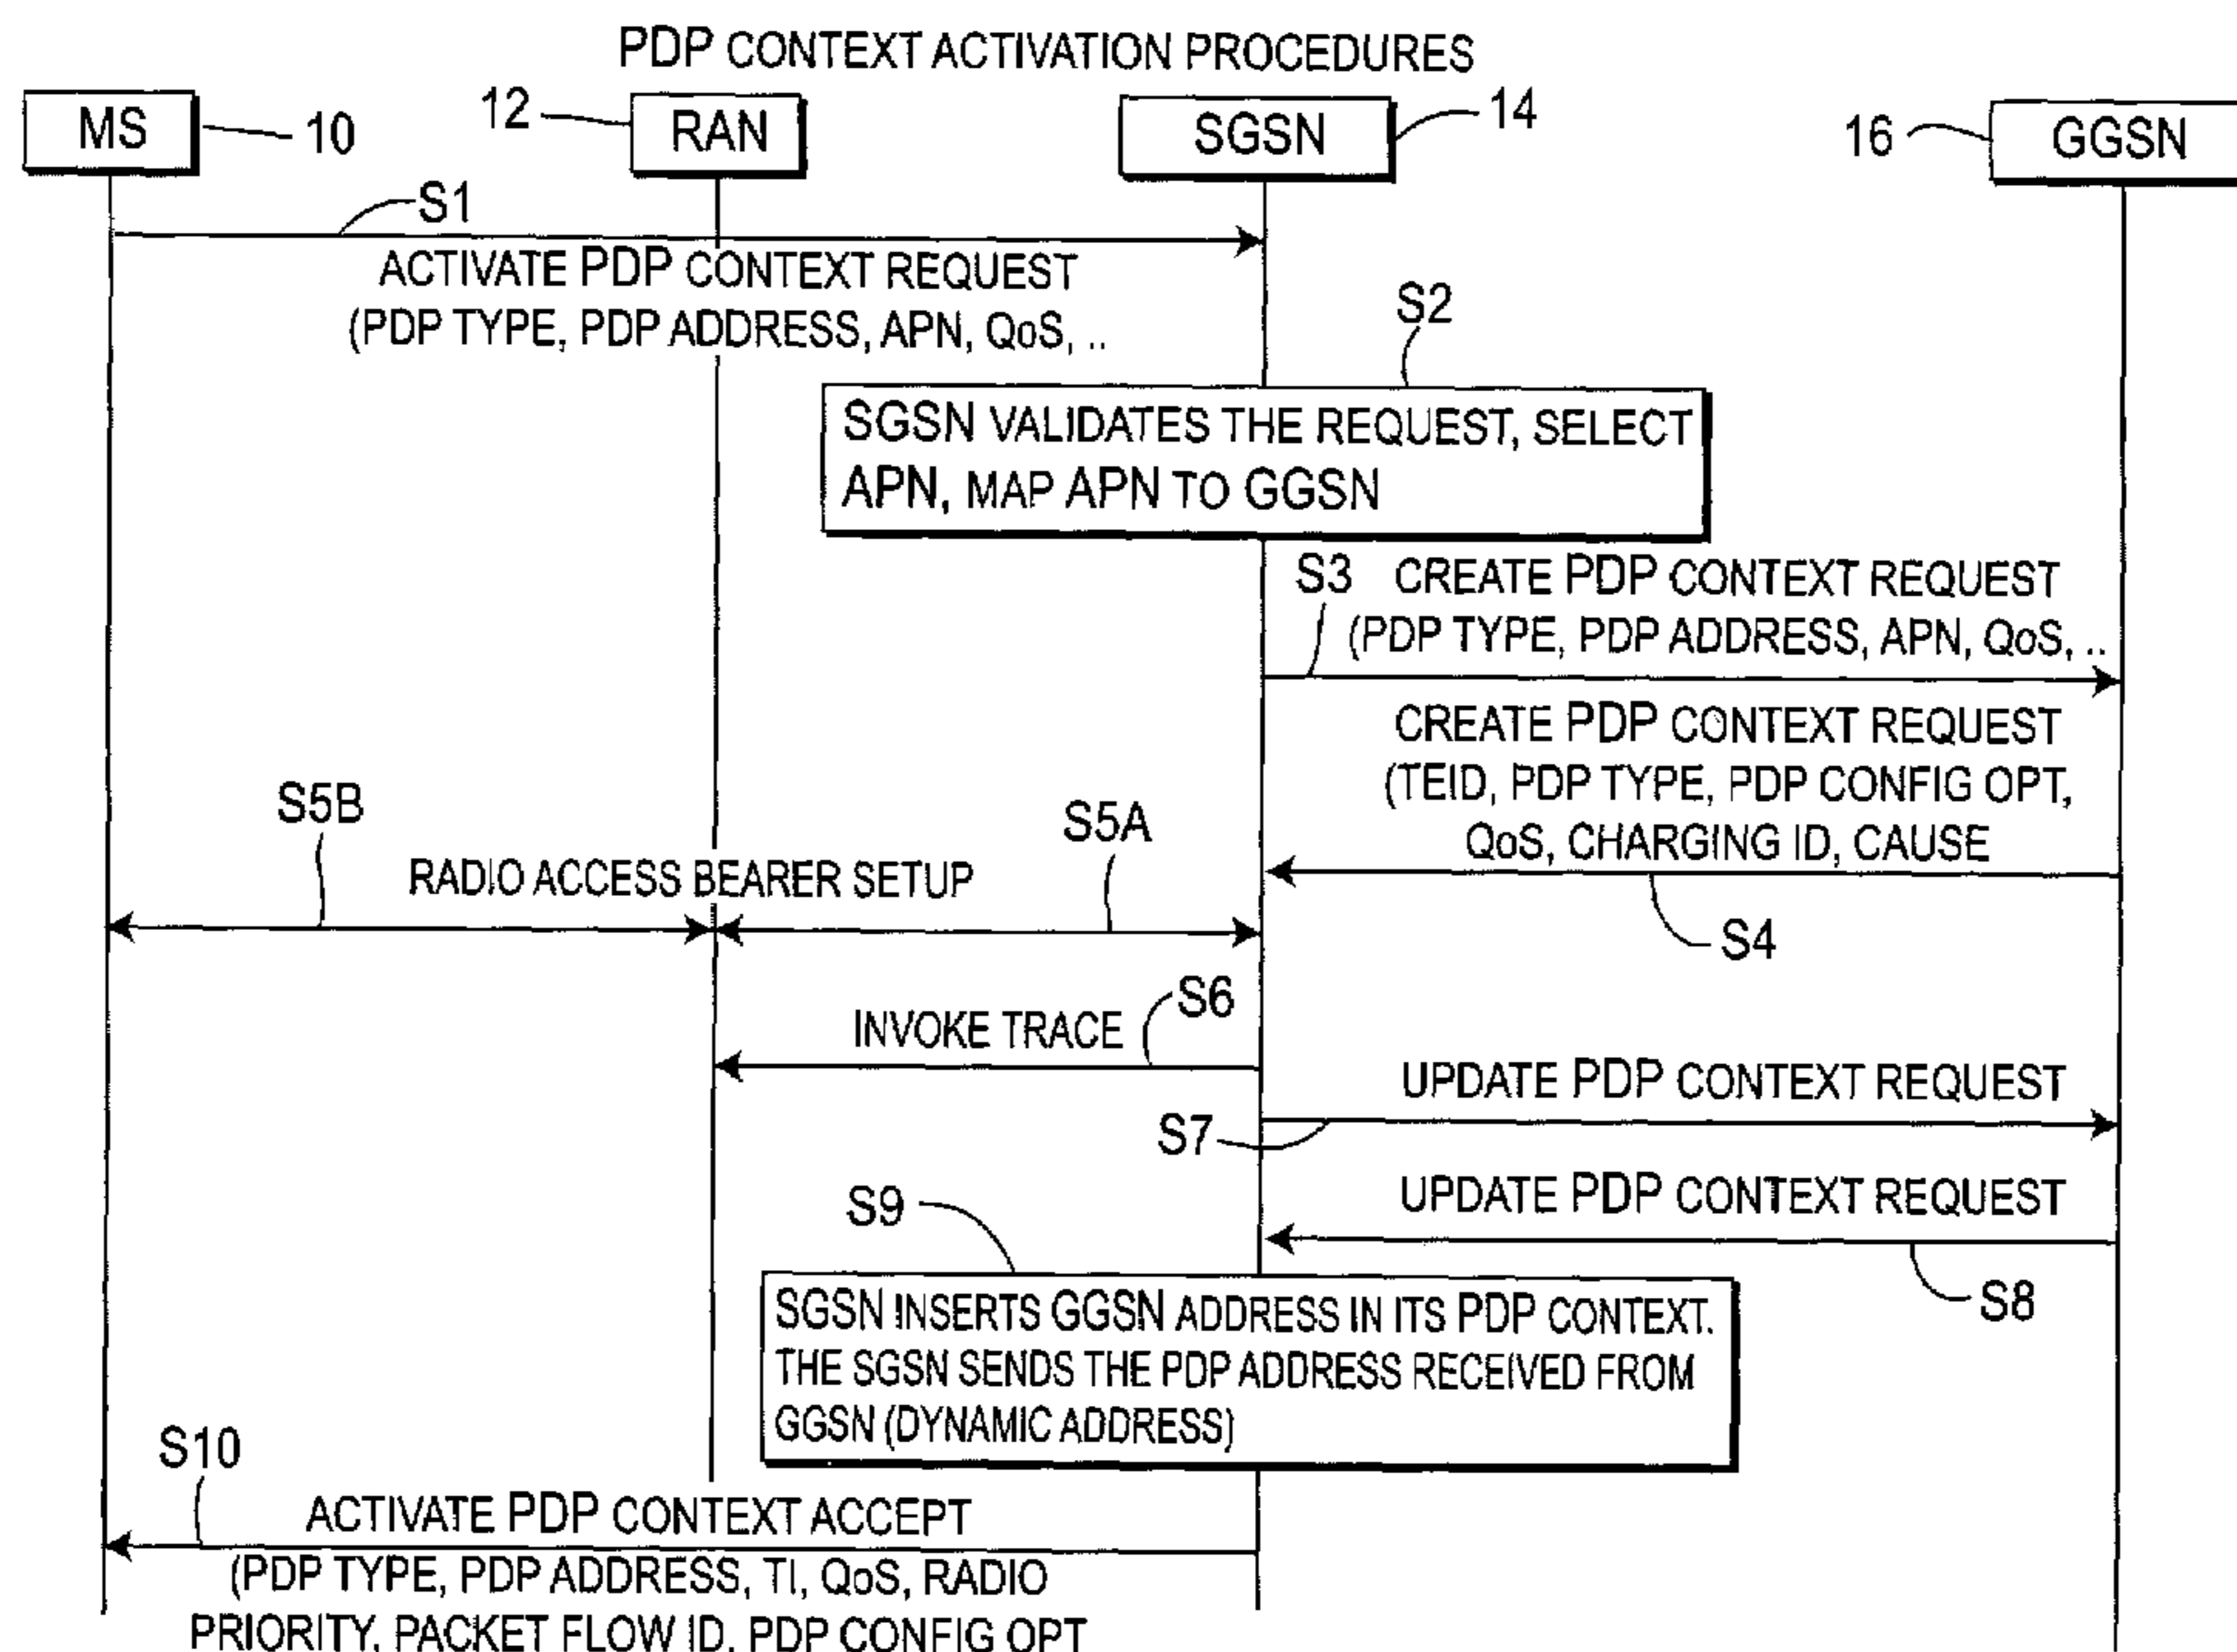 PDP CONTEXT ACTIVATION PROCEDURES
MS
10
12
RAN
SGSN
14
16
GGSN
S1
ACTIVATE PDP CONTEXT REQUEST
(PDP TYPE, PDP ADDRESS, APN, QoS, ..
S2
SGSN VALIDATES THE REQUEST, SELECT
APN, MAP APN TO GGSN
S3
CREATE PDP CONTEXT REQUEST
(PDP TYPE, PDP ADDRESS, APN, QoS, ..
CREATE PDP CONTEXT REQUEST
(TEID, PDP TYPE, PDP CONFIG OPT,
QoS, CHARGING ID, CAUSE
S4
S5B
S5A
RADIO ACCESS BEARER SETUP
S6
INVOKE TRACE
UPDATE PDP CONTEXT REQUEST
S7
UPDATE PDP CONTEXT REQUEST
S8
S9
SGSN INSERTS GGSN ADDRESS IN ITS PDP CONTEXT.
THE SGSN SENDS THE PDP ADDRESS RECEIVED FROM
GGSN (DYNAMIC ADDRESS)
S10
ACTIVATE PDP CONTEXT ACCEPT
(PDP TYPE, PDP ADDRESS, TI, QoS, RADIO
PRIORITY, PACKET FLOW ID, PDP CONFIG OPT